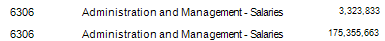 6306 Administration and Management - Salaries 3,323,833
6306 Administration and Management - Salaries 175,355,663